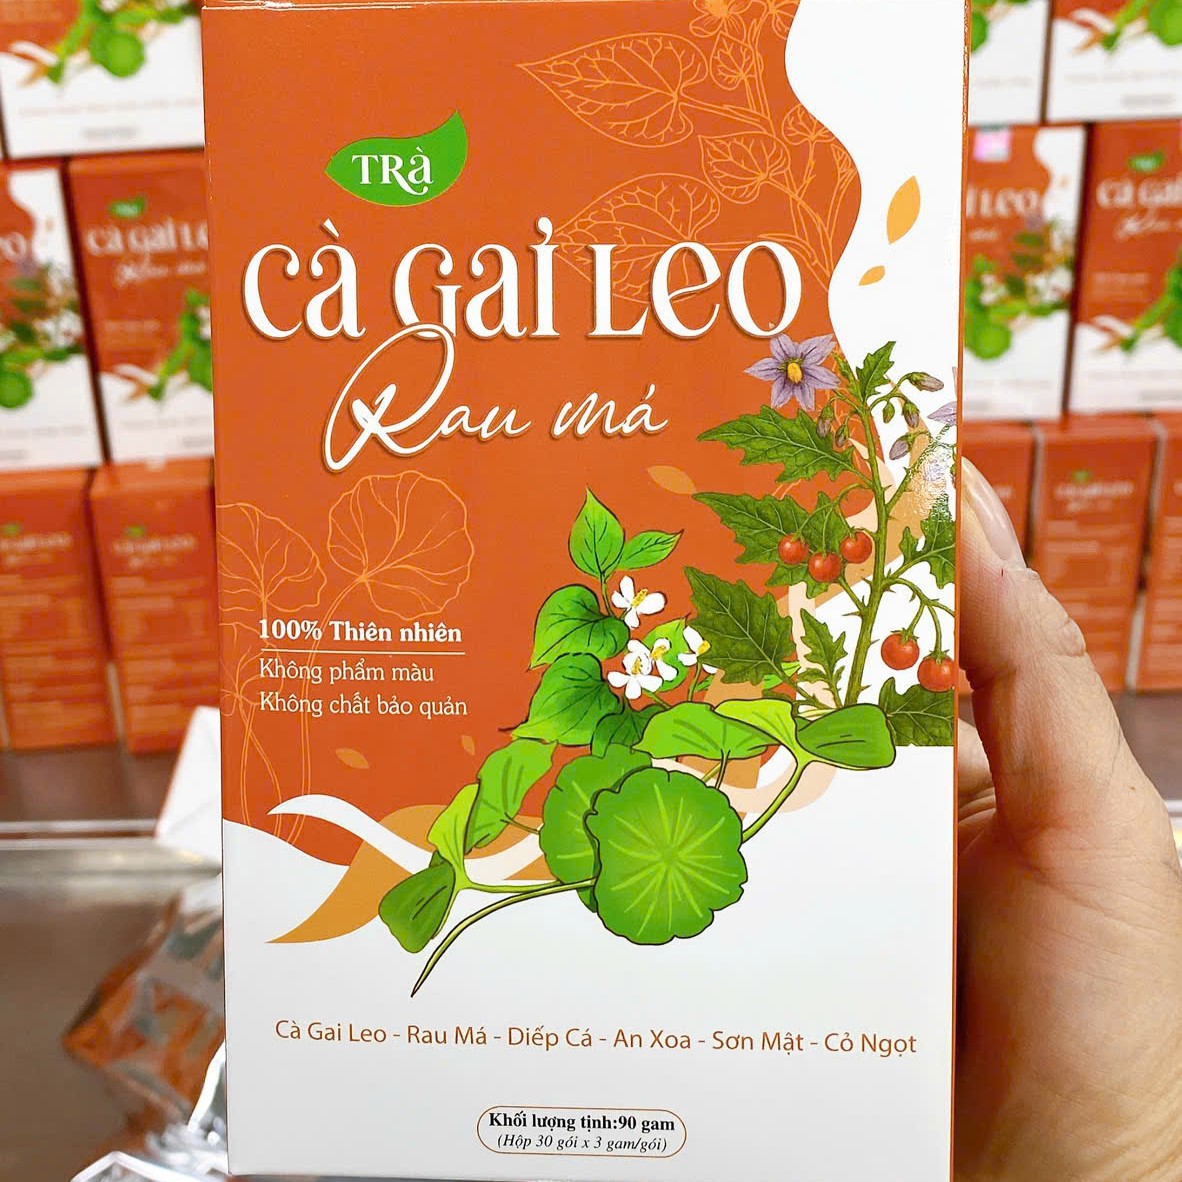 TRà
Cà Gai Leo
Rau má
100% Thiên nhiên
Không phẩm màu
Không chất bảo quản
Cà Gai Leo - Rau Má - Diếp Cá - An Xoa - Sơn Mật - Cỏ Ngọt
Khối lượng tịnh:90 gam
(Hộp 30 gói x 3 gam/gói)